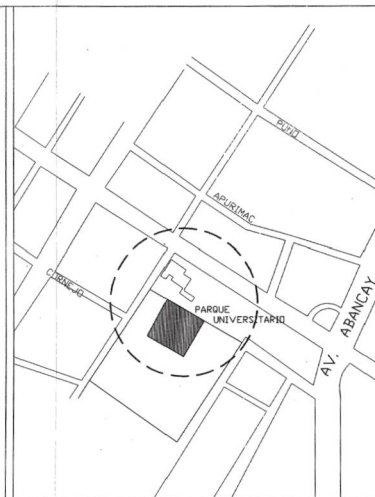 PUNO
APURIMAC
CORNEJO
PARQUE
UNIVERSITARIO
AV. ABANCAY